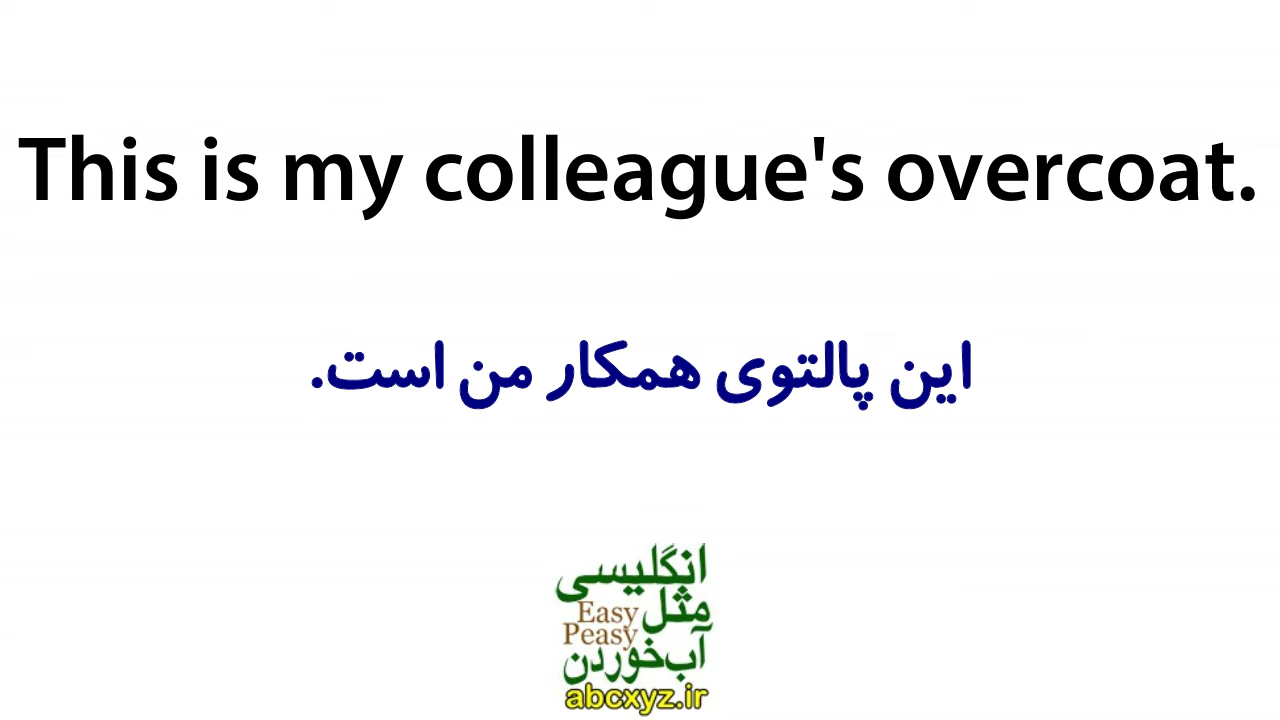 This is my colleague's overcoat.
این پالتوی همکار من است.
انگلیسی
مثل
Easy
Peasy
آب‌خوردن
abcxyz.ir